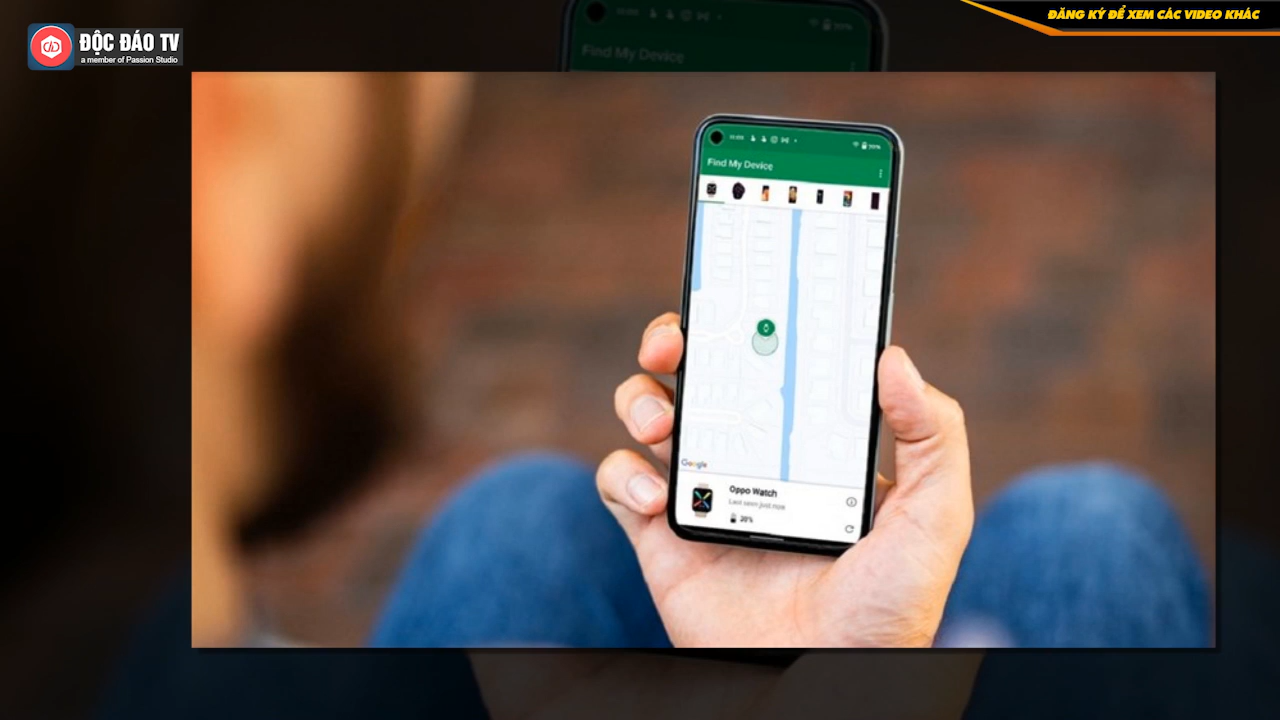 ĐĂNG KÝ ĐỂ XEM CÁC VIDEO KHÁC
ĐỘC ĐÁO TV
a member of Passion Studio
Find My Device
Find My Device
Google
Oppo Watch
Last seen just now